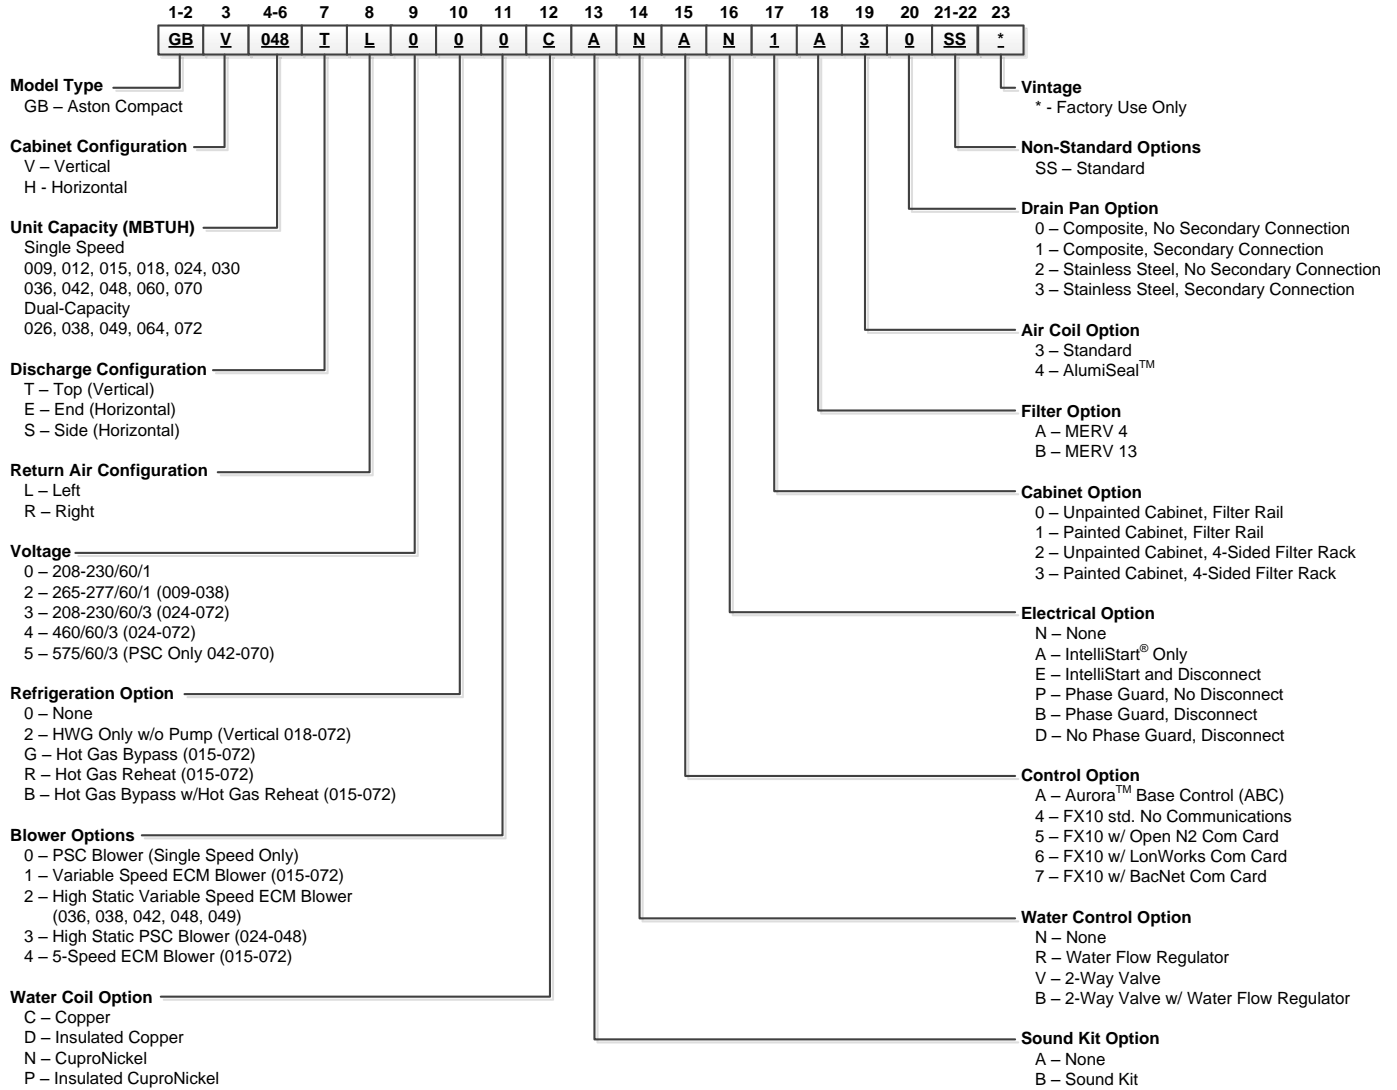 1-2 3 4-6 7 8 9 10 11 12 13 14 15 16 17 18 19 20 21-22 23
GB V 048 T L 0 0 0 C A N A N 1 A 3 0 SS *
Model Type
GB – Aston Compact
Cabinet Configuration
V – Vertical
H - Horizontal
Unit Capacity (MBTUH)
Single Speed
009, 012, 015, 018, 024, 030
036, 042, 048, 060, 070
Dual-Capacity
026, 038, 049, 064, 072
Discharge Configuration
T – Top (Vertical)
E – End (Horizontal)
S – Side (Horizontal)
Return Air Configuration
L – Left
R – Right
Voltage
0 – 208-230/60/1
2 – 265-277/60/1 (009-038)
3 – 208-230/60/3 (024-072)
4 – 460/60/3 (024-072)
5 – 575/60/3 (PSC Only 042-070)
Refrigeration Option
0 – None
2 – HWG Only w/o Pump (Vertical 018-072)
G – Hot Gas Bypass (015-072)
R – Hot Gas Reheat (015-072)
B – Hot Gas Bypass w/Hot Gas Reheat (015-072)
Blower Options
0 – PSC Blower (Single Speed Only)
1 – Variable Speed ECM Blower (015-072)
2 – High Static Variable Speed ECM Blower
(036, 038, 042, 048, 049)
3 – High Static PSC Blower (024-048)
4 – 5-Speed ECM Blower (015-072)
Water Coil Option
C – Copper
D – Insulated Copper
N – CuproNickel
P – Insulated CuproNickel
Vintage
* - Factory Use Only
Non-Standard Options
SS – Standard
Drain Pan Option
0 – Composite, No Secondary Connection
1 – Composite, Secondary Connection
2 – Stainless Steel, No Secondary Connection
3 – Stainless Steel, Secondary Connection
Air Coil Option
3 – Standard
4 – AlumiSeal™
Filter Option
A – MERV 4
B – MERV 13
Cabinet Option
0 – Unpainted Cabinet, Filter Rail
1 – Painted Cabinet, Filter Rail
2 – Unpainted Cabinet, 4-Sided Filter Rack
3 – Painted Cabinet, 4-Sided Filter Rack
Electrical Option
N – None
A – IntelliStart® Only
E – IntelliStart and Disconnect
P – Phase Guard, No Disconnect
B – Phase Guard, Disconnect
D – No Phase Guard, Disconnect
Control Option
A – Aurora™ Base Control (ABC)
4 – FX10 std. No Communications
5 – FX10 w/ Open N2 Com Card
6 – FX10 w/ LonWorks Com Card
7 – FX10 w/ BacNet Com Card
Water Control Option
N – None
R – Water Flow Regulator
V – 2-Way Valve
B – 2-Way Valve w/ Water Flow Regulator
Sound Kit Option
A – None
B – Sound Kit